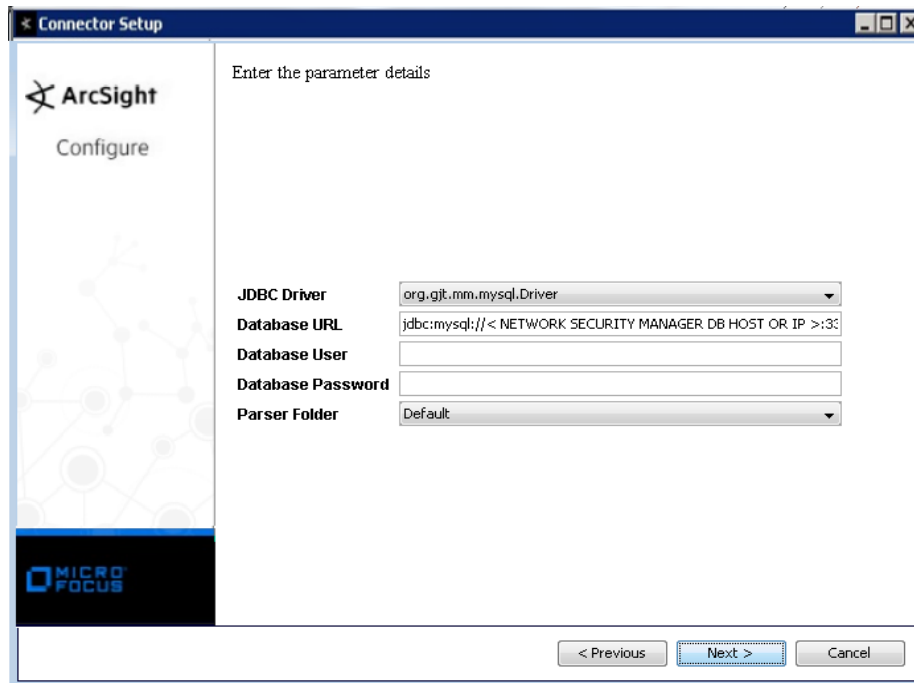 Connector Setup
ArcSight
Configure
Enter the parameter details
JDBC Driver org.gjt.mm.mysql.Driver
Database URL jdbc:mysql://< NETWORK SECURITY MANAGER DB HOST OR IP >:33
Database User
Database Password
Parser Folder Default
MICRO
FOCUS
< Previous Next > Cancel